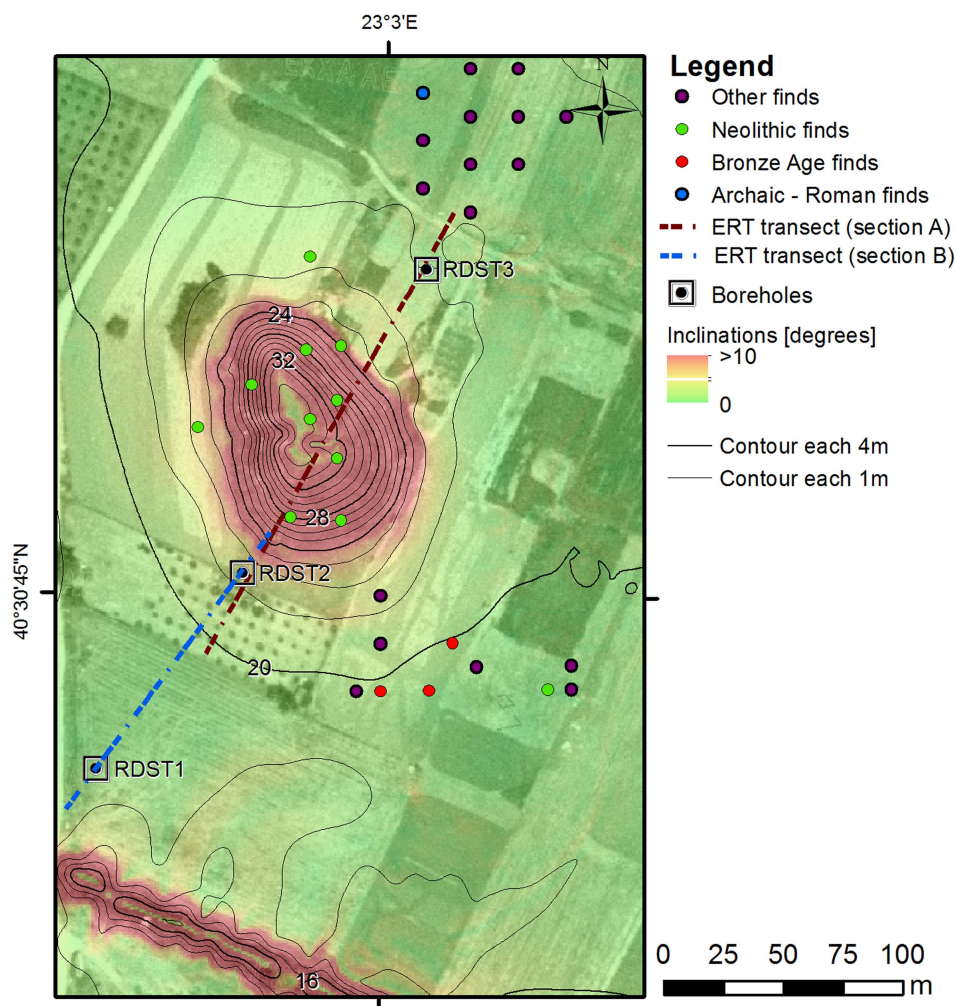 23°3'E
N
Legend
Other finds
Neolithic finds
Bronze Age finds
Archaic - Roman finds
ERT transect (section A)
ERT transect (section B)
Boreholes
Inclinations [degrees]
>10
0
Contour each 4m
Contour each 1m
RDST3
24
32
28
40°30'45"N
RDST2
20
RDST1
16
0 25 50 75 100
m